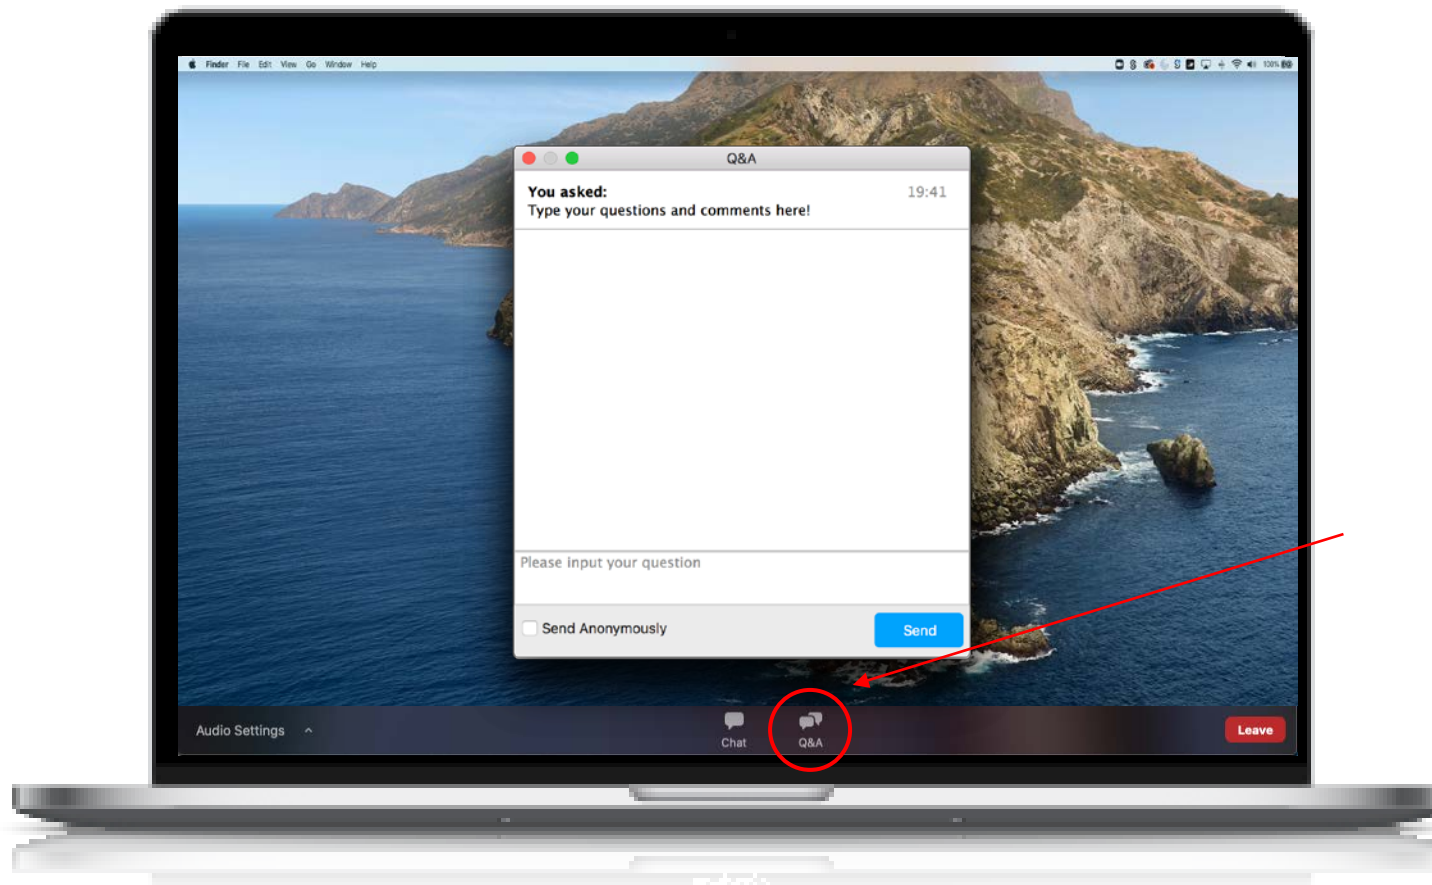 Finder File Edit View Go Window Help
100%
Q&A
You asked: 19:41
Type your questions and comments here!
Please input your question
Send Anonymously
Send
Audio Settings
Chat
Q&A
Leave